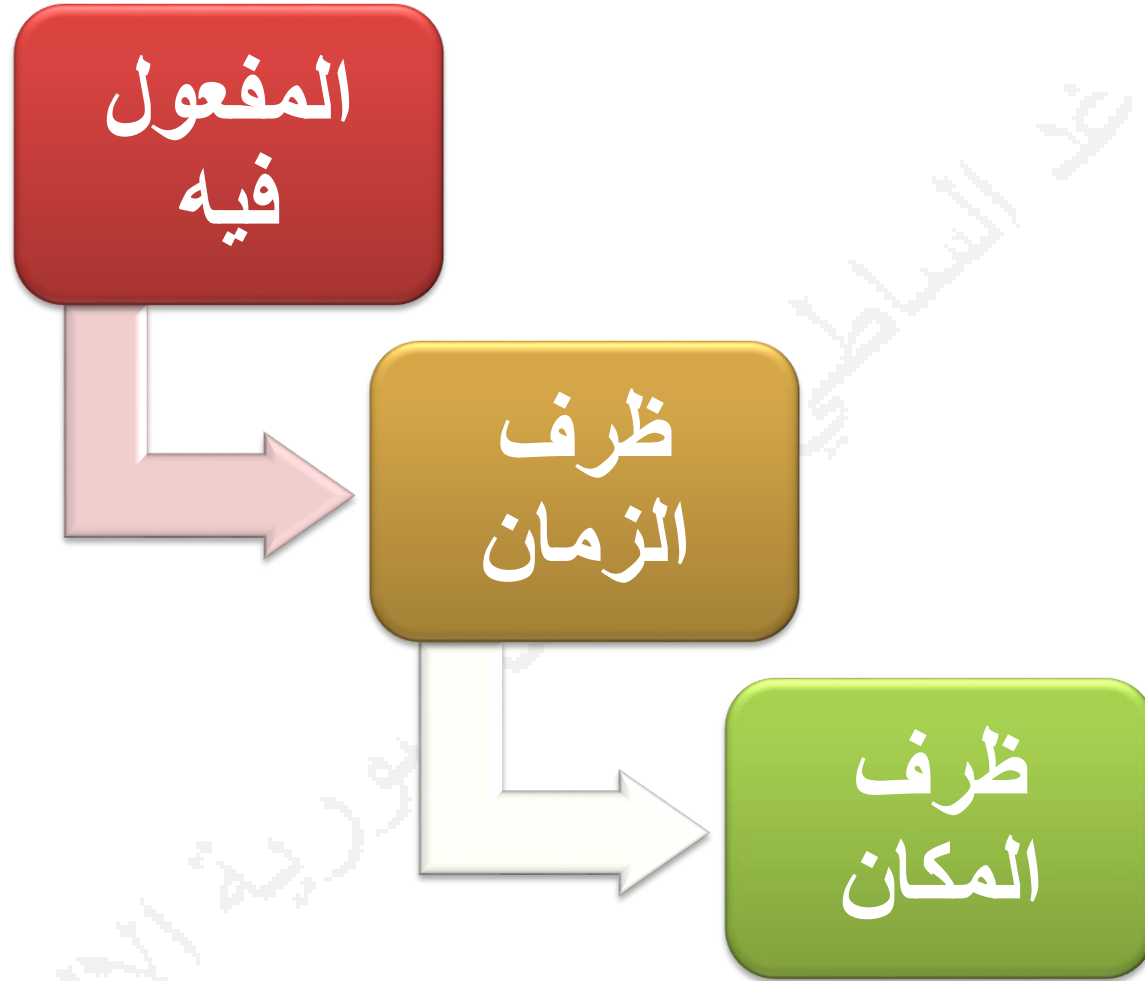 المفعول
فيه
ظرف
الزمان
ظرف
المكان